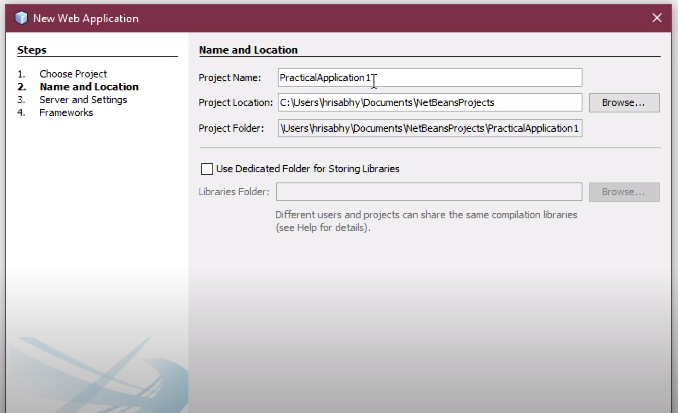 New Web Application
Steps
1. Choose Project
2. Name and Location
3. Server and Settings
4. Frameworks
Name and Location
Project Name: PracticalApplication1
Project Location: C:\Users\hrisabhy\Documents\NetBeansProjects Browse...
Project Folder: \Users\hrisabhy\Documents\NetBeansProjects\PracticalApplication1
Use Dedicated Folder for Storing Libraries
Libraries Folder: Browse...
Different users and projects can share the same compilation libraries
(see Help for details).